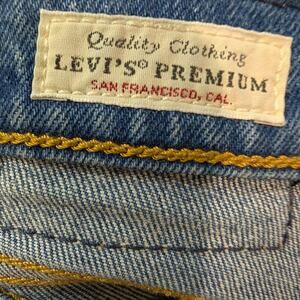 Quality Clothing
LEVI'S® PREMIUM
SAN FRANCISCO, CAL.